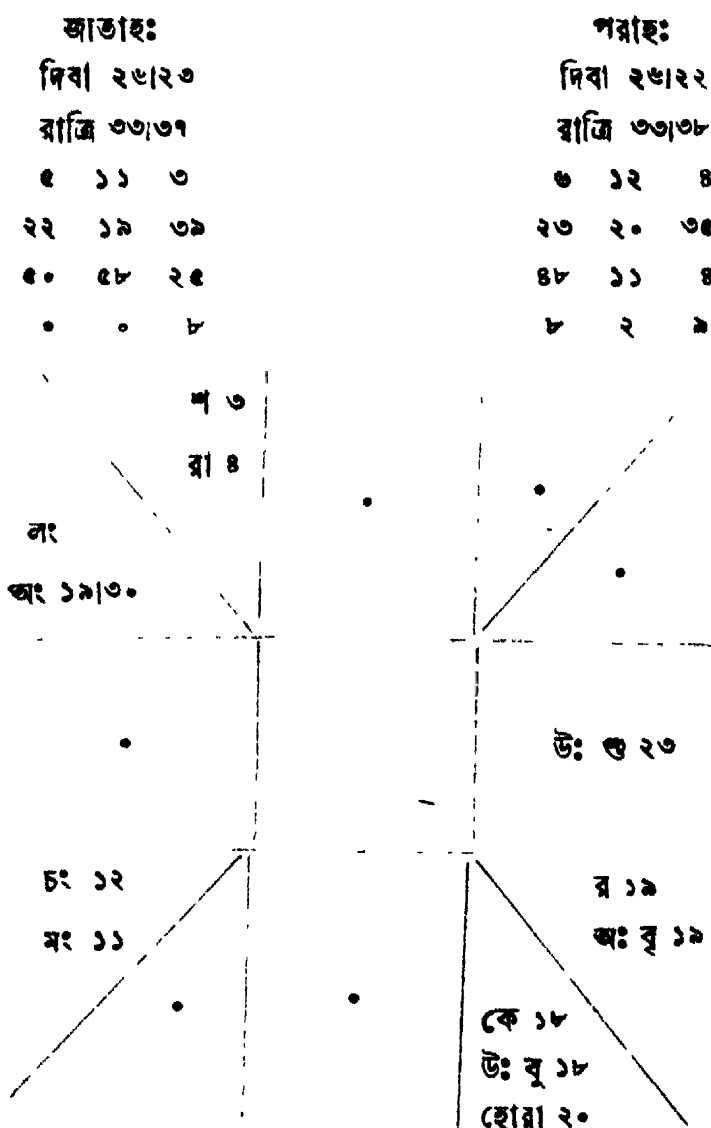 জাতাহঃ
দিবা ২৬।২৩
রাত্রি ৩৩।৩৭
৫ ১১ ৩
২২ ১৯ ৩৯
৫০ ৫৮ ২৫
০ ০ ৮
পরাহঃ
দিবা ২৬।২২
রাত্রি ৩৩।৩৮
৬ ১২ ৪
২৩ ২০ ৩৫
৪৮ ১১ ৪
৮ ২ ৯
শ ৩
রা ৪
লং
অং ১৯।৩০
উঃ শু ২৩
চং ১২
মং ১১
র ১৯
অঃ বৃ ১৯
কে ১৮
উঃ বু ১৮
হোরা ২০